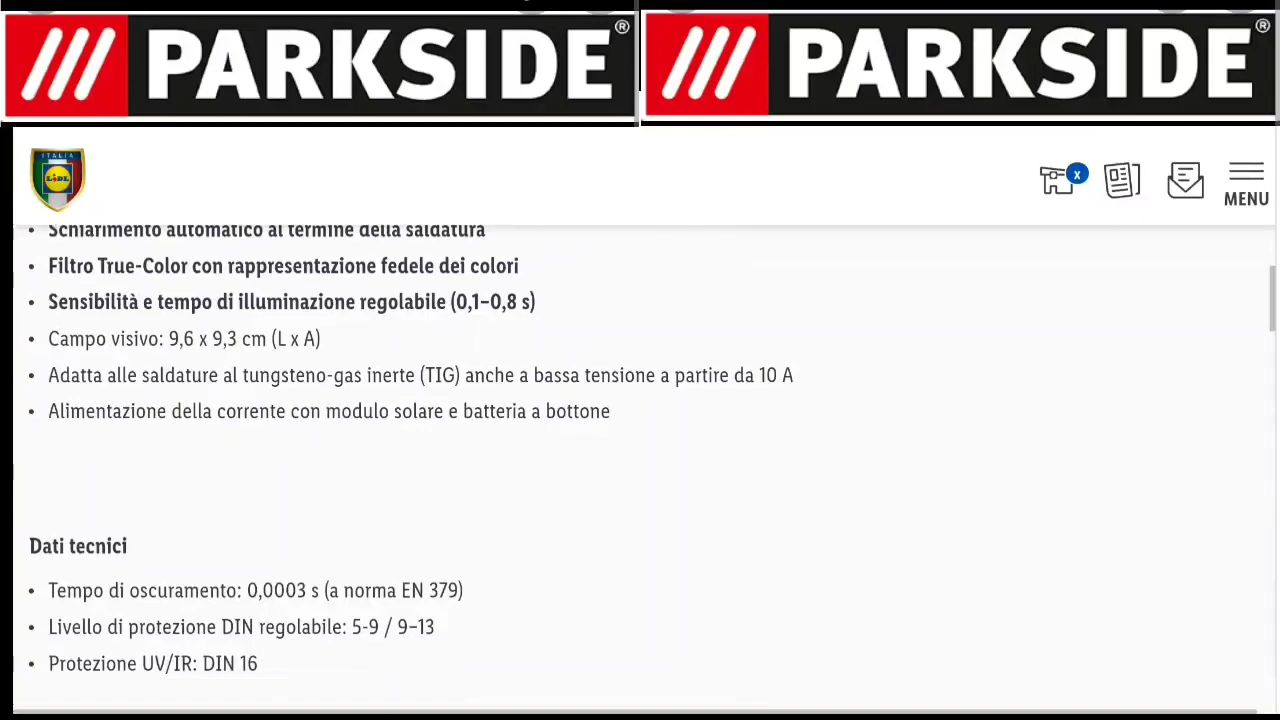 PARKSIDE®
PARKSIDE®
ITALIA
LIDL
x
MENU
• Schiarimento automatico al termine della saldatura
• Filtro True-Color con rappresentazione fedele dei colori
• Sensibilità e tempo di illuminazione regolabile (0,1–0,8 s)
• Campo visivo: 9,6 x 9,3 cm (L x A)
• Adatta alle saldature al tungsteno-gas inerte (TIG) anche a bassa tensione a partire da 10 A
• Alimentazione della corrente con modulo solare e batteria a bottone
Dati tecnici
• Tempo di oscuramento: 0,0003 s (a norma EN 379)
• Livello di protezione DIN regolabile: 5-9 / 9–13
• Protezione UV/IR: DIN 16